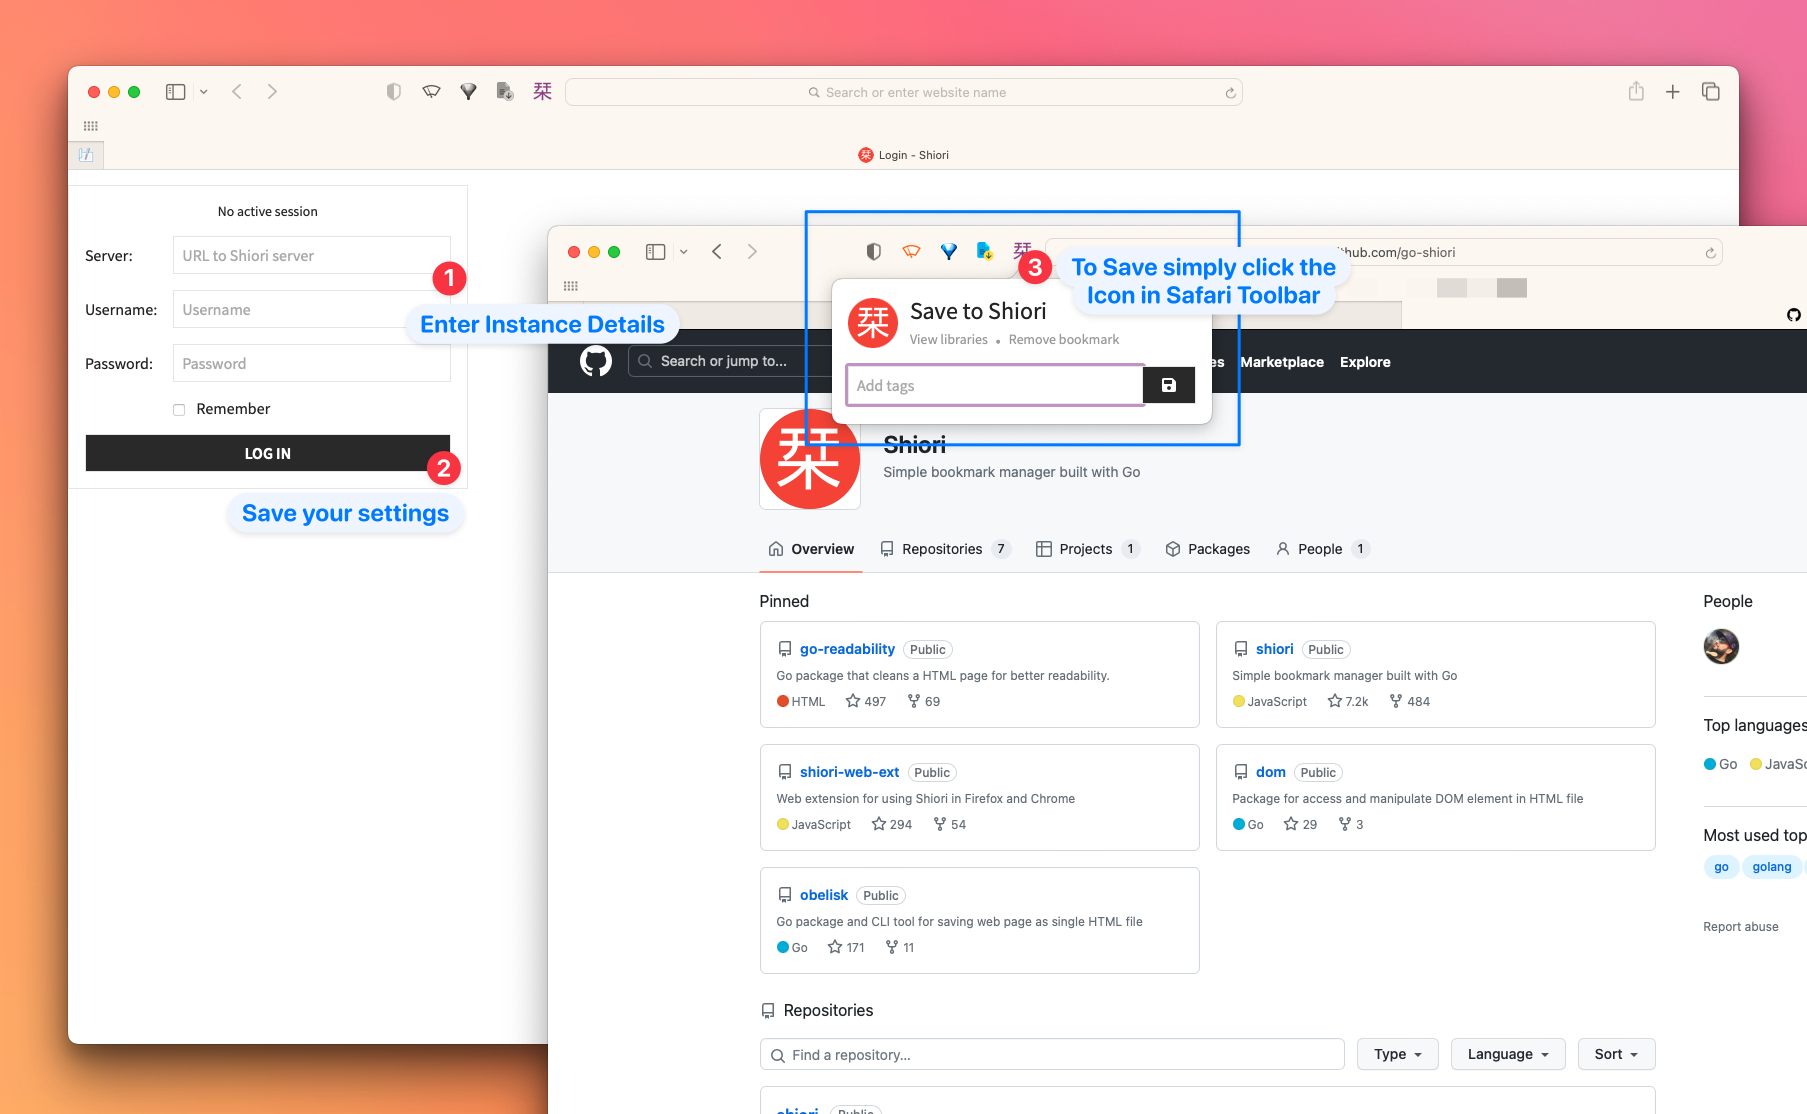 栞
Search or enter website name
栞 Login - Shiori
No active session
Server:
URL to Shiori server
1
Username:
Username
Enter Instance Details
Password:
Password
Remember
LOG IN
2
Save your settings
栞
hub.com/go-shiori
3
To Save simply click the
Icon in Safari Toolbar
栞
Save to Shiori
View libraries • Remove bookmark
Add tags
Search or jump to...
es Marketplace Explore
栞
Shiori
Simple bookmark manager built with Go
Overview Repositories 7 Projects 1 Packages People 1
Pinned
go-readability Public
Go package that cleans a HTML page for better readability.
HTML 497 69
shiori Public
Simple bookmark manager built with Go
JavaScript 7.2k 484
shiori-web-ext Public
Web extension for using Shiori in Firefox and Chrome
JavaScript 294 54
dom Public
Package for access and manipulate DOM element in HTML file
Go 29 3
obelisk Public
Go package and CLI tool for saving web page as single HTML file
Go 171 11
People
Top languages
Go JavaSc
Most used top
go golang
Report abuse
Repositories
Find a repository...
Type Language Sort
shiori Public